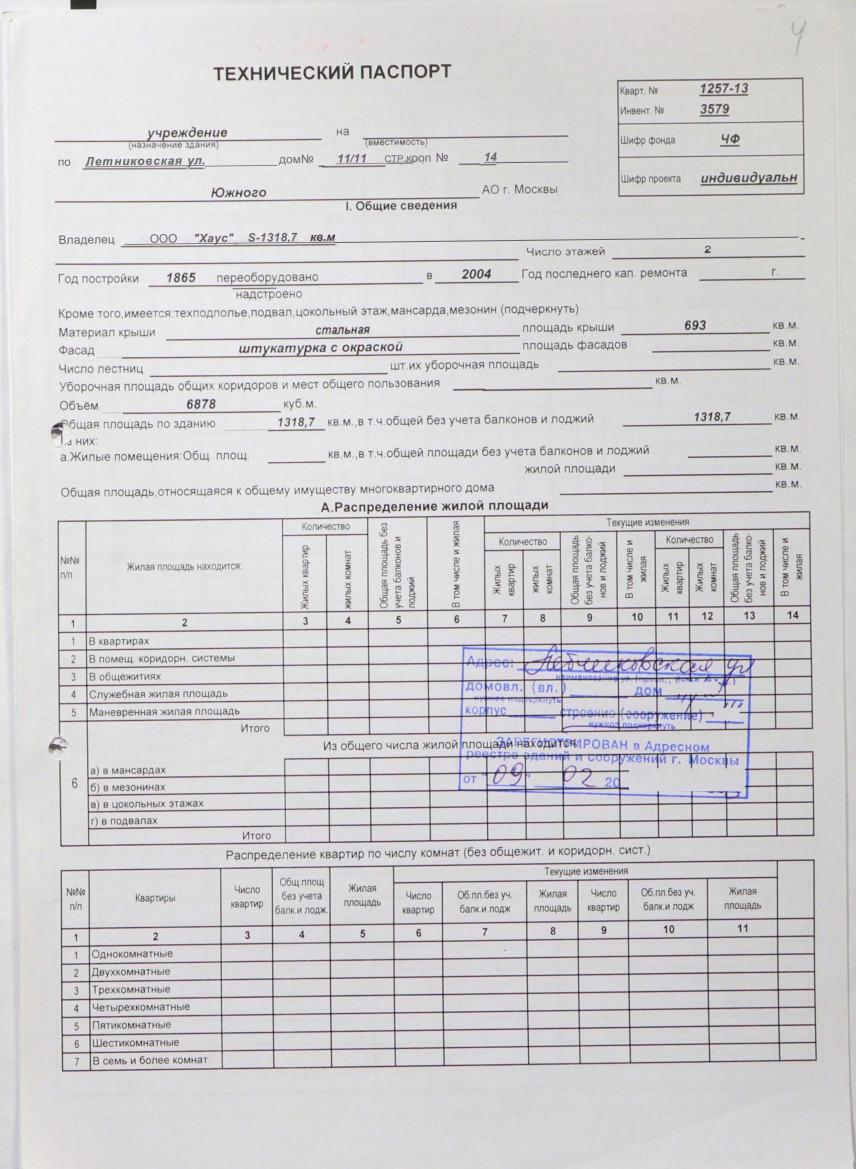 4
ТЕХНИЧЕСКИЙ ПАСПОРТ
Кварт. № 1257-13
Инвент. № 3579
Шифр фонда ЧФ
Шифр проекта индивидуальн
учреждение на
(назначение здания) (вместимость)
по Летниковская ул. дом№ 11/11 СТР.кроп № 14
Южного АО г. Москвы
I. Общие сведения
Владелец ООО "Хаус" S-1318,7 кв.м
Число этажей 2
Год постройки 1865 переоборудовано в 2004 Год последнего кап. ремонта г.
надстроено
Кроме того,имеется:техподполье,подвал,цокольный этаж,мансарда,мезонин (подчеркнуть)
Материал крыши стальная площадь крыши 693 кв.м.
Фасад штукатурка с окраской площадь фасадов кв.м.
Число лестниц шт.их уборочная площадь кв.м.
Уборочная площадь общих коридоров и мест общего пользования кв.м.
Объём 6878 куб.м.
Общая площадь по зданию 1318,7 кв.м.,в т.ч.общей без учета балконов и лоджий 1318,7 кв.м.
Из них:
а.Жилые помещения:Общ. площ. кв.м.,в т.ч.общей площади без учета балконов и лоджий кв.м.
жилой площади кв.м.
Общая площадь,относящаяся к общему имуществу многоквартирного дома кв.м.
А.Распределение жилой площади
№№ п/п Жилая площадь находится: Количество Общая площадь без учета балконов и лоджий В том числе и жилая Текущие изменения
Жилых квартир жилых комнат Количество Общая площадь без учета балко-нов и лоджий В том числе и жилая Количество Общая площадь без учета балко-нов и лоджий В том числе и жилая
Жилых квартир жилых комнат Жилых квартир Жилых комнат
1 2 3 4 5 6 7 8 9 10 11 12 13 14
1 В квартирах
2 В помещ. коридорн. системы
3 В общежитиях
4 Служебная жилая площадь
5 Маневренная жилая площадь
Итого
Адрес: Летниковская ул
домовл. (вл.) дом
нужное подчеркнуть
корпус строение (сооружение)
нужное подчеркнуть
ЗАРЕГИСТРИРОВАН в Адресном
реестре зданий и сооружений г. Москвы
от "09" 02 20
Из общего числа жилой площади находится
6
а) в мансардах
б) в мезонинах
в) в цокольных этажах
г) в подвалах
Итого
Распределение квартир по числу комнат (без общежит. и коридорн. сист.)
№№ п/п Квартиры Число квартир Общ.площ без учета балк.и лодж. Жилая площадь Текущие изменения
Число квартир Об.пл.без уч. балк.и лодж Жилая площадь Число квартир Об.пл.без уч. балк.и лодж Жилая площадь
1 2 3 4 5 6 7 8 9 10 11
1 Однокомнатные
2 Двухкомнатные
3 Трехкомнатные
4 Четырехкомнатные
5 Пятикомнатные
6 Шестикомнатные
7 В семь и более комнат